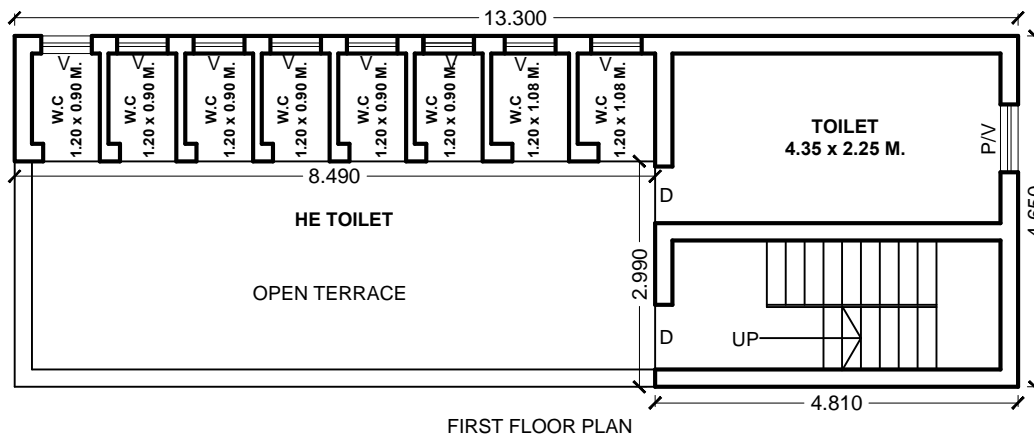 13.300
V
V
V
V
V
V
V
V
W.C
1.20 x 0.90 M.
W.C
1.20 x 0.90 M.
W.C
1.20 x 0.90 M.
W.C
1.20 x 0.90 M.
W.C
1.20 x 0.90 M.
W.C
1.20 x 0.90 M.
W.C
1.20 x 1.08 M.
W.C
1.20 x 1.08 M.
TOILET
4.35 x 2.25 M.
P/V
8.490
D
4.650
HE TOILET
2.990
OPEN TERRACE
D
UP
4.810
FIRST FLOOR PLAN